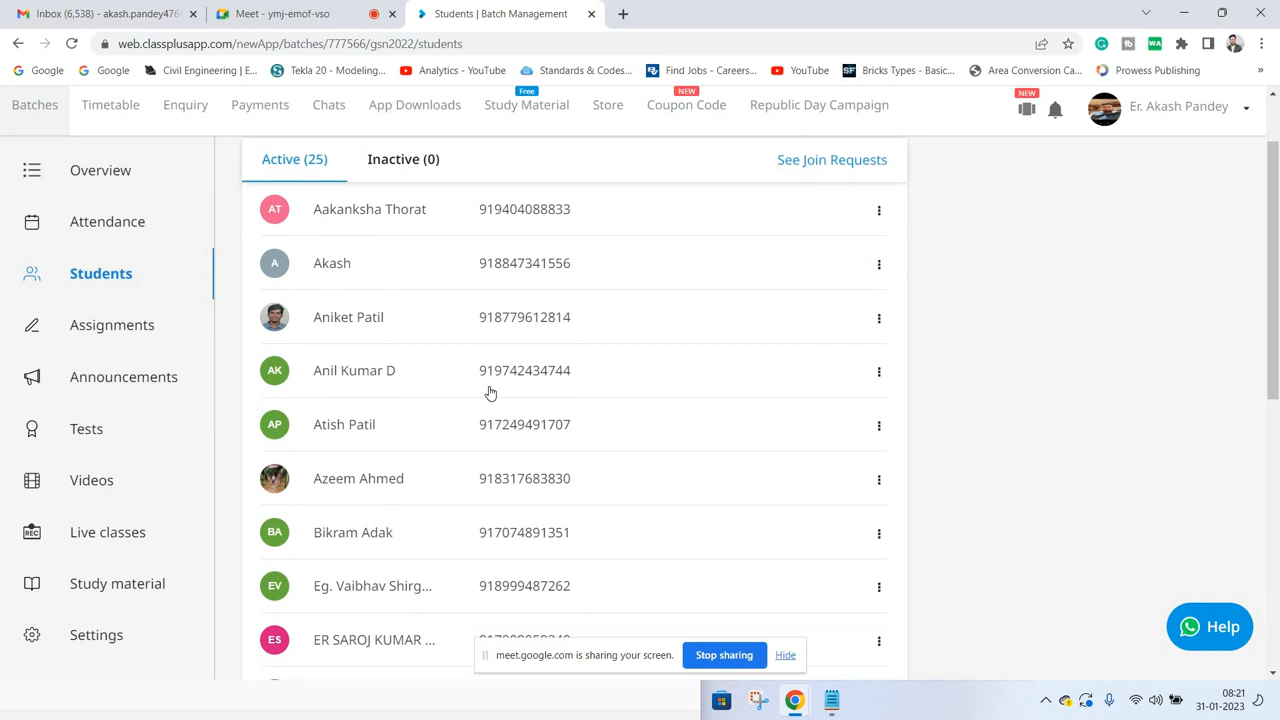 Inbox (6,538) - akash.pandey476
Meet - ymj-emof-vso
Students | Batch Management
web.classplusapp.com/newApp/batches/777566/gsn2022/students
Google
Google
Civil Engineering | E...
Tekla 20 - Modeling...
Analytics - YouTube
Standards & Codes...
Find Jobs - Careers...
YouTube
Bricks Types - Basic...
Area Conversion Ca...
Prowess Publishing
Batches
Timetable
Enquiry
Payments
Chats
App Downloads
Free
Study Material
Store
NEW
Coupon Code
Republic Day Campaign
NEW
Er. Akash Pandey
Overview
Attendance
Students
Assignments
Announcements
Tests
Videos
REC
Live classes
Study material
Settings
Active (25)
Inactive (0)
See Join Requests
AT Aakanksha Thorat 919404088833
A Akash 918847341556
Aniket Patil 918779612814
AK Anil Kumar D 919742434744
AP Atish Patil 917249491707
Azeem Ahmed 918317683830
BA Bikram Adak 917074891351
EV Eg. Vaibhav Shirg... 918999487262
ES ER SAROJ KUMAR ...
meet.google.com is sharing your screen.
Stop sharing
Hide
Help
08:21
31-01-2023